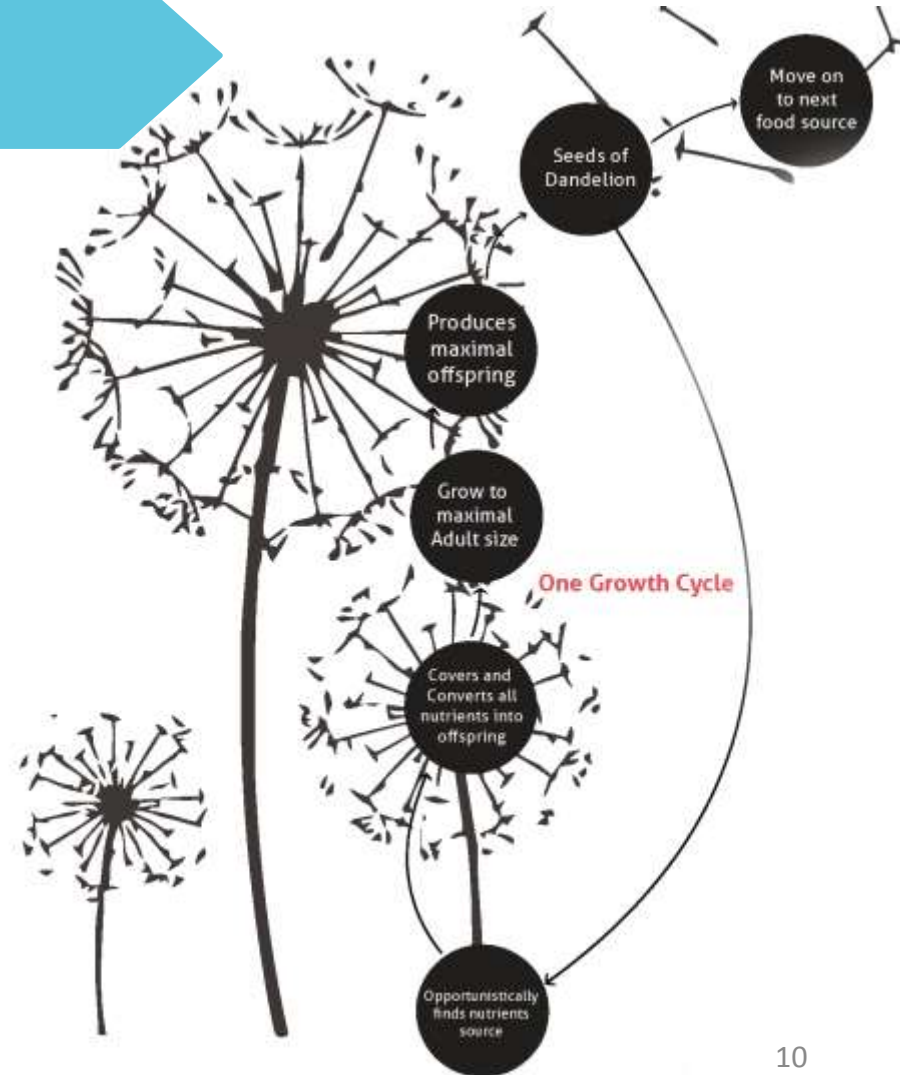 Move on
to next
food source
Seeds of
Dandelion
Produces
maximal
offspring
Grow to
maximal
Adult size
One Growth Cycle
Covers and
Converts all
nutrients into
offspring
Opportunistically
finds nutrients
source
10